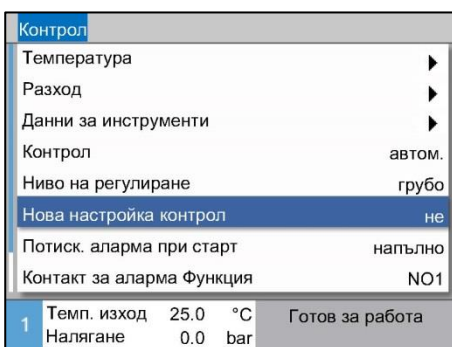 Контрол
Температура
Разход
Данни за инструменти
Контрол автом.
Ниво на регулиране грубо
Нова настройка контрол не
Потиск. аларма при старт напълно
Контакт за аларма Функция NO1
1 Темп. изход 25.0 °C Готов за работа
Налягане 0.0 bar